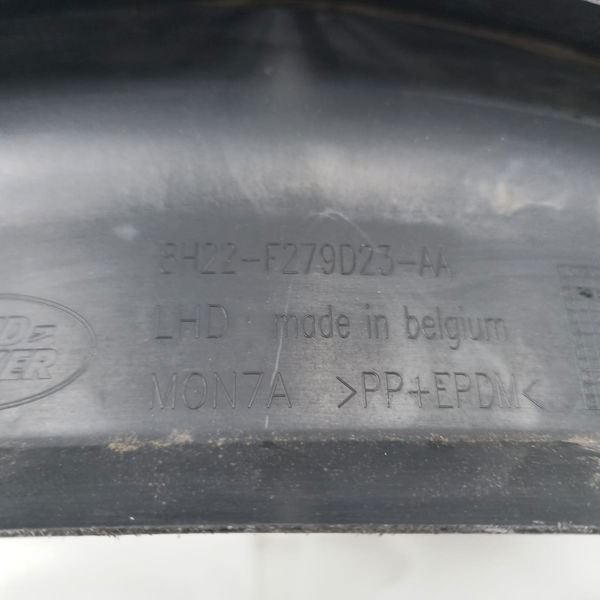 8H22-F279D23-AA
LHD made in belgium
MON7A >PP+EPDM<